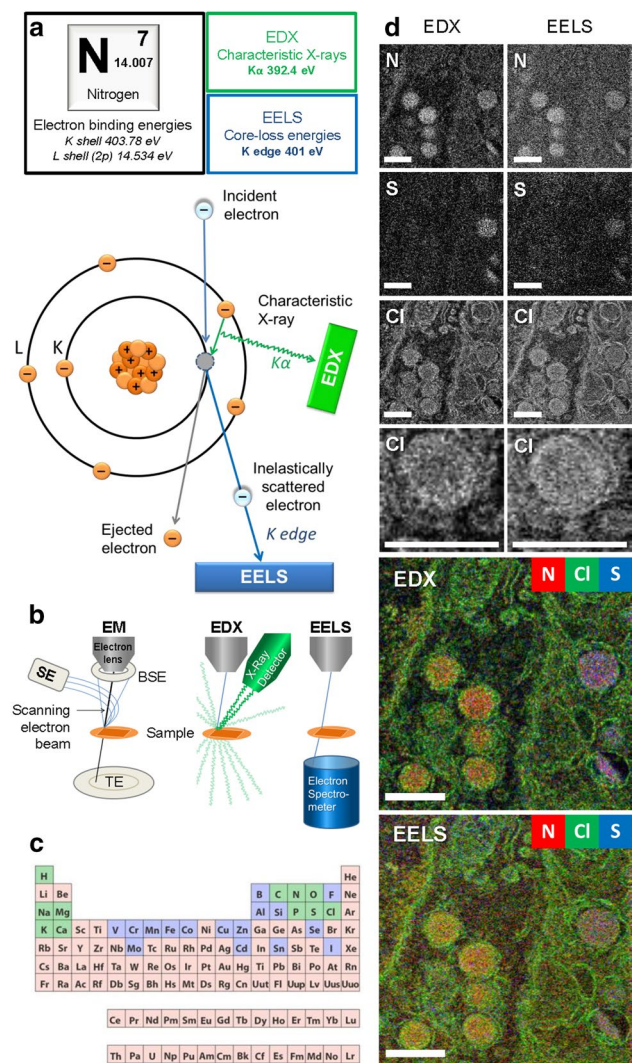 a
7
N
14.007
Nitrogen
Electron binding energies
K shell 403.78 eV
L shell (2p) 14.534 eV
EDX
Characteristic X-rays
Kα 392.4 eV
EELS
Core-loss energies
K edge 401 eV
Incident
electron
Characteristic
X-ray
Kα
EDX
L
K
Inelastically
scattered
electron
K edge
Ejected
electron
EELS
b
EM
Electron
lens
SE
BSE
Scanning
electron
beam
TE
EDX
X-Ray
Detector
Sample
EELS
Electron
Spectro-
meter
c
H He
Li Be B C N O F Ne
Na Mg Al Si P S Cl Ar
K Ca Sc Ti V Cr Mn Fe Co Ni Cu Zn Ga Ge As Se Br Kr
Rb Sr Y Zr Nb Mo Tc Ru Rh Pd Ag Cd In Sn Sb Te I Xe
Cs Ba La Hf Ta W Re Os Ir Pt Au Hg Tl Pb Bi Po At Rn
Fr Ra Ac Rf Db Sg Bh Hs Mt Ds Rg Cn Uut Fl Uup Lv Uus Uuo
Ce Pr Nd Pm Sm Eu Gd Tb Dy Ho Er Tm Yb Lu
Th Pa U Np Pu Am Cm Bk Cf Es Fm Md No Lr
d
EDX EELS
N N
S S
Cl Cl
Cl Cl
EDX N Cl S
EELS N Cl S